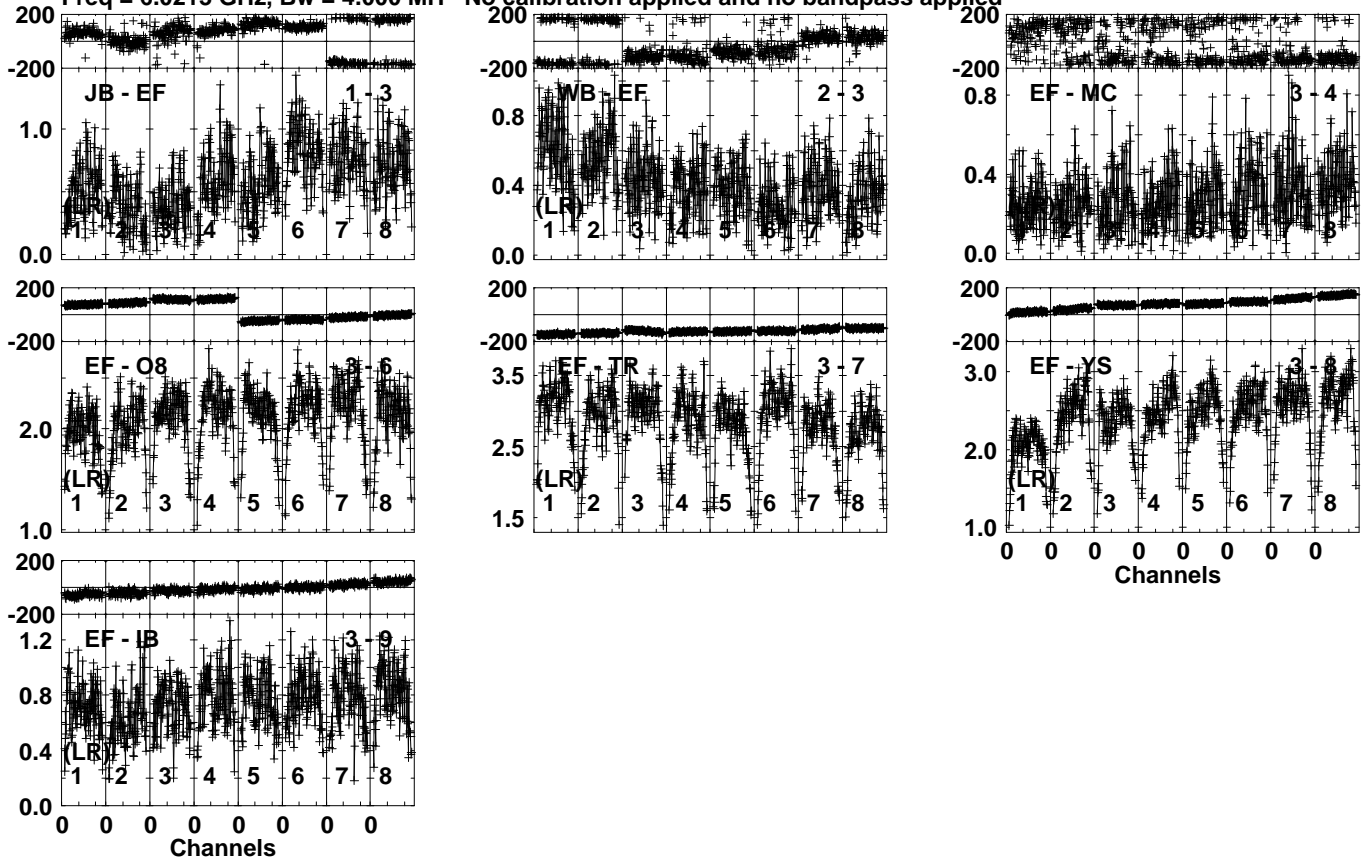 Freq = GHz, Bw = 4.000 MH No calibration applied and no bandpass applied
200 200 200
-200 -200 -200
JB - EF 1 - 3 WB - EF 2 - 3 EF - MC 3 - 4
1.0 0.8 0.8
0.4 0.4
(LR) (LR)
1 2 3 4 5 6 7 8 1 2 3 4 5 6 7 8 2 3 4 5 6 7 8
0.0 0.0 0.0
200 200 200
-200 -200 -200
EF - O8 3 - 6 EF - TR 3 - 7 EF - YS 3 - 8
2.0 3.5 3.0
2.5 2.0
(LR) (LR) (LR)
1 2 3 4 5 6 7 8 1 2 3 4 5 6 7 8 1 2 3 4 5 6 7 8
1.0 1.5 1.0
0 0 0 0 0 0 0 0
Channels
200
-200
EF - IB 3 - 9
1.2
0.8
0.4
(LR)
1 2 3 4 5 6 7 8
0.0
0 0 0 0 0 0 0 0
Channels